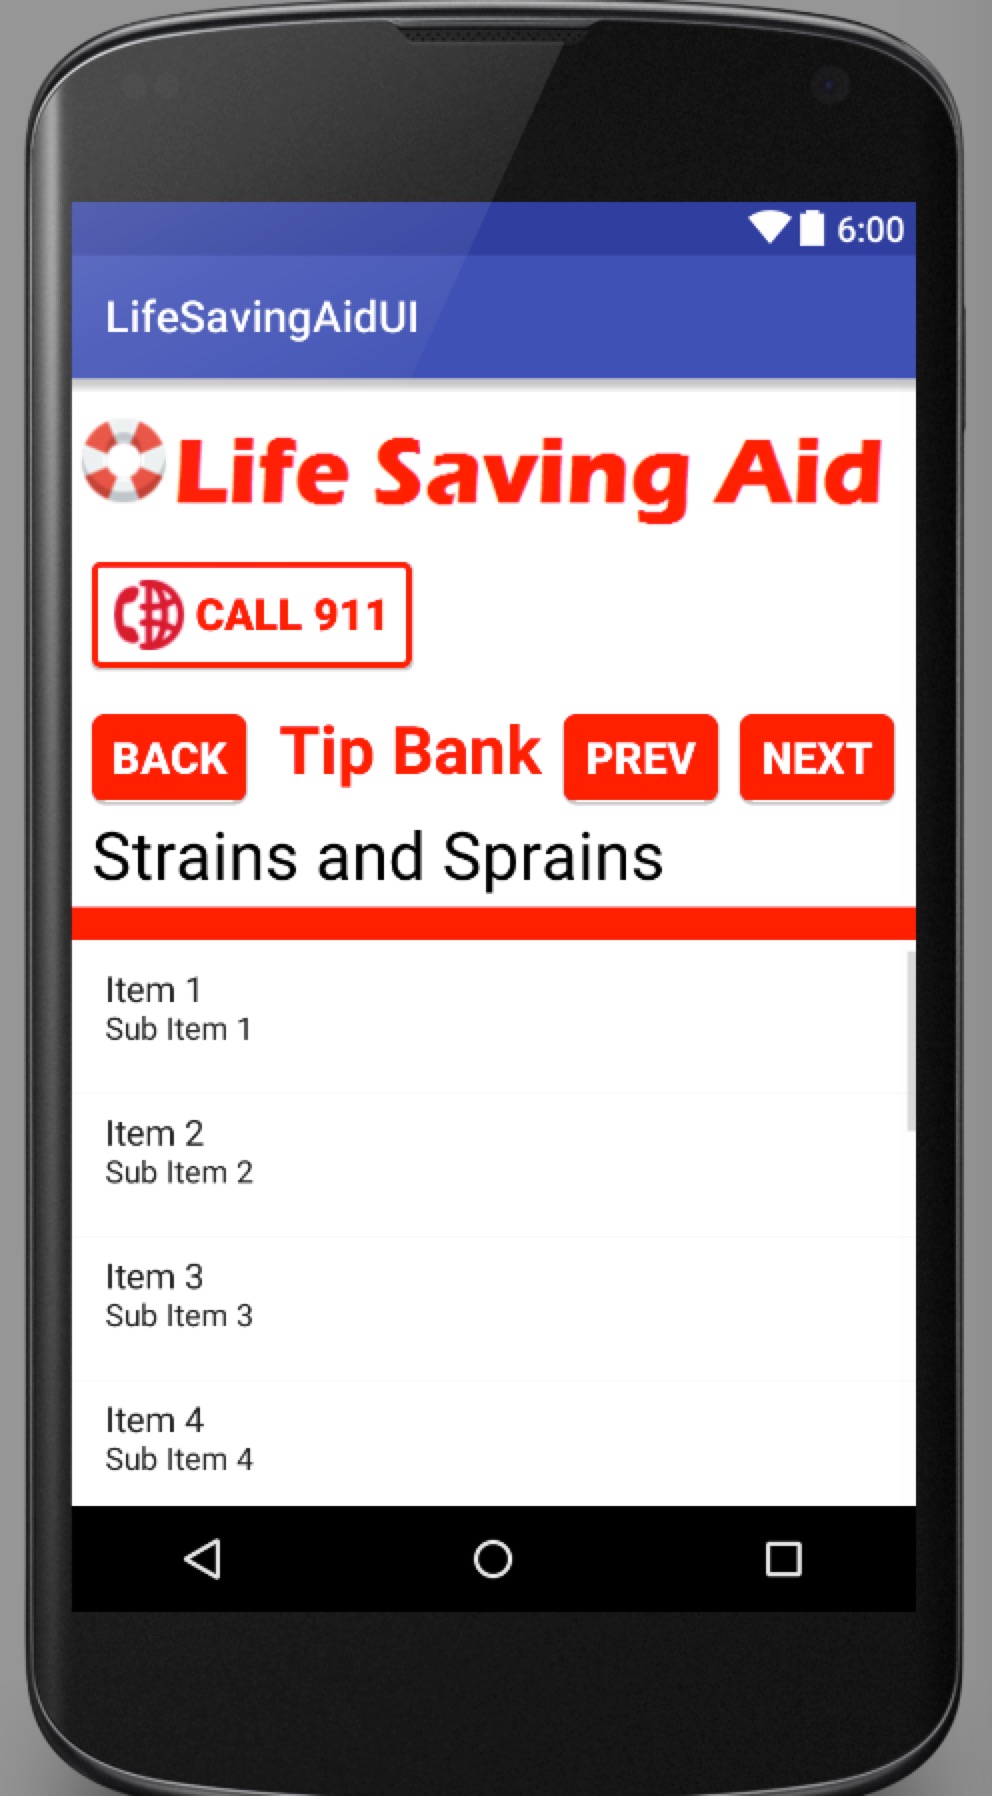 6:00
LifeSavingAidUI
Life Saving Aid
CALL 911
BACK Tip Bank PREV NEXT
Strains and Sprains
Item 1
Sub Item 1
Item 2
Sub Item 2
Item 3
Sub Item 3
Item 4
Sub Item 4